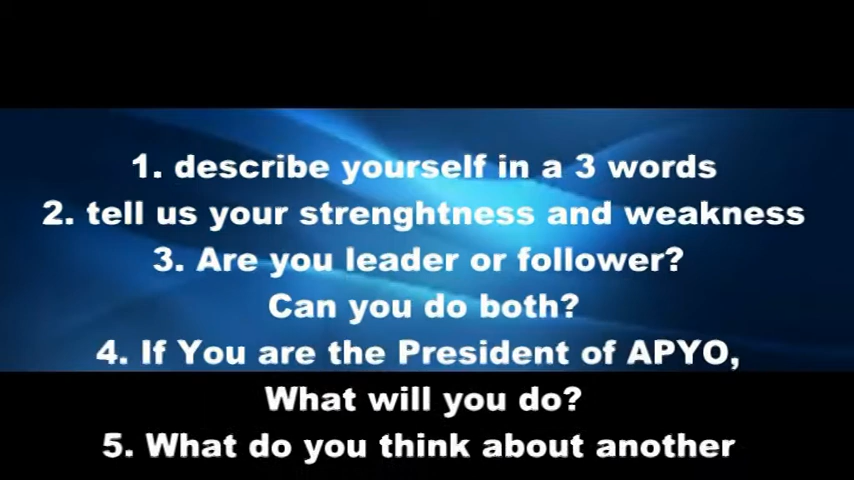 1. describe yourself in a 3 words
2. tell us your strenghtness and weakness
3. Are you leader or follower?
Can you do both?
4. If You are the President of APYO,
What will you do?
5. What do you think about another